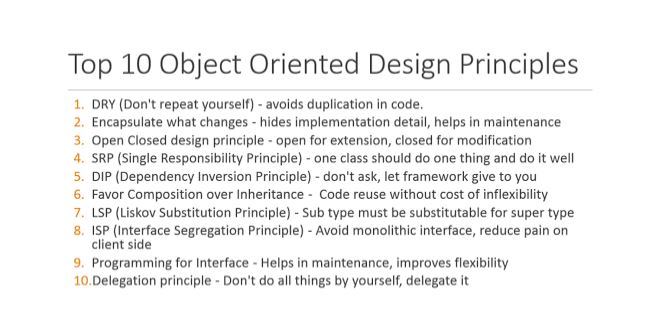 Top 10 Object Oriented Design Principles
1. DRY (Don't repeat yourself) - avoids duplication in code.
2. Encapsulate what changes - hides implementation detail, helps in maintenance
3. Open Closed design principle - open for extension, closed for modification
4. SRP (Single Responsibility Principle) - one class should do one thing and do it well
5. DIP (Dependency Inversion Principle) - don't ask, let framework give to you
6. Favor Composition over Inheritance - Code reuse without cost of inflexibility
7. LSP (Liskov Substitution Principle) - Sub type must be substitutable for super type
8. ISP (Interface Segregation Principle) - Avoid monolithic interface, reduce pain on
client side
9. Programming for Interface - Helps in maintenance, improves flexibility
10.Delegation principle - Don't do all things by yourself, delegate it